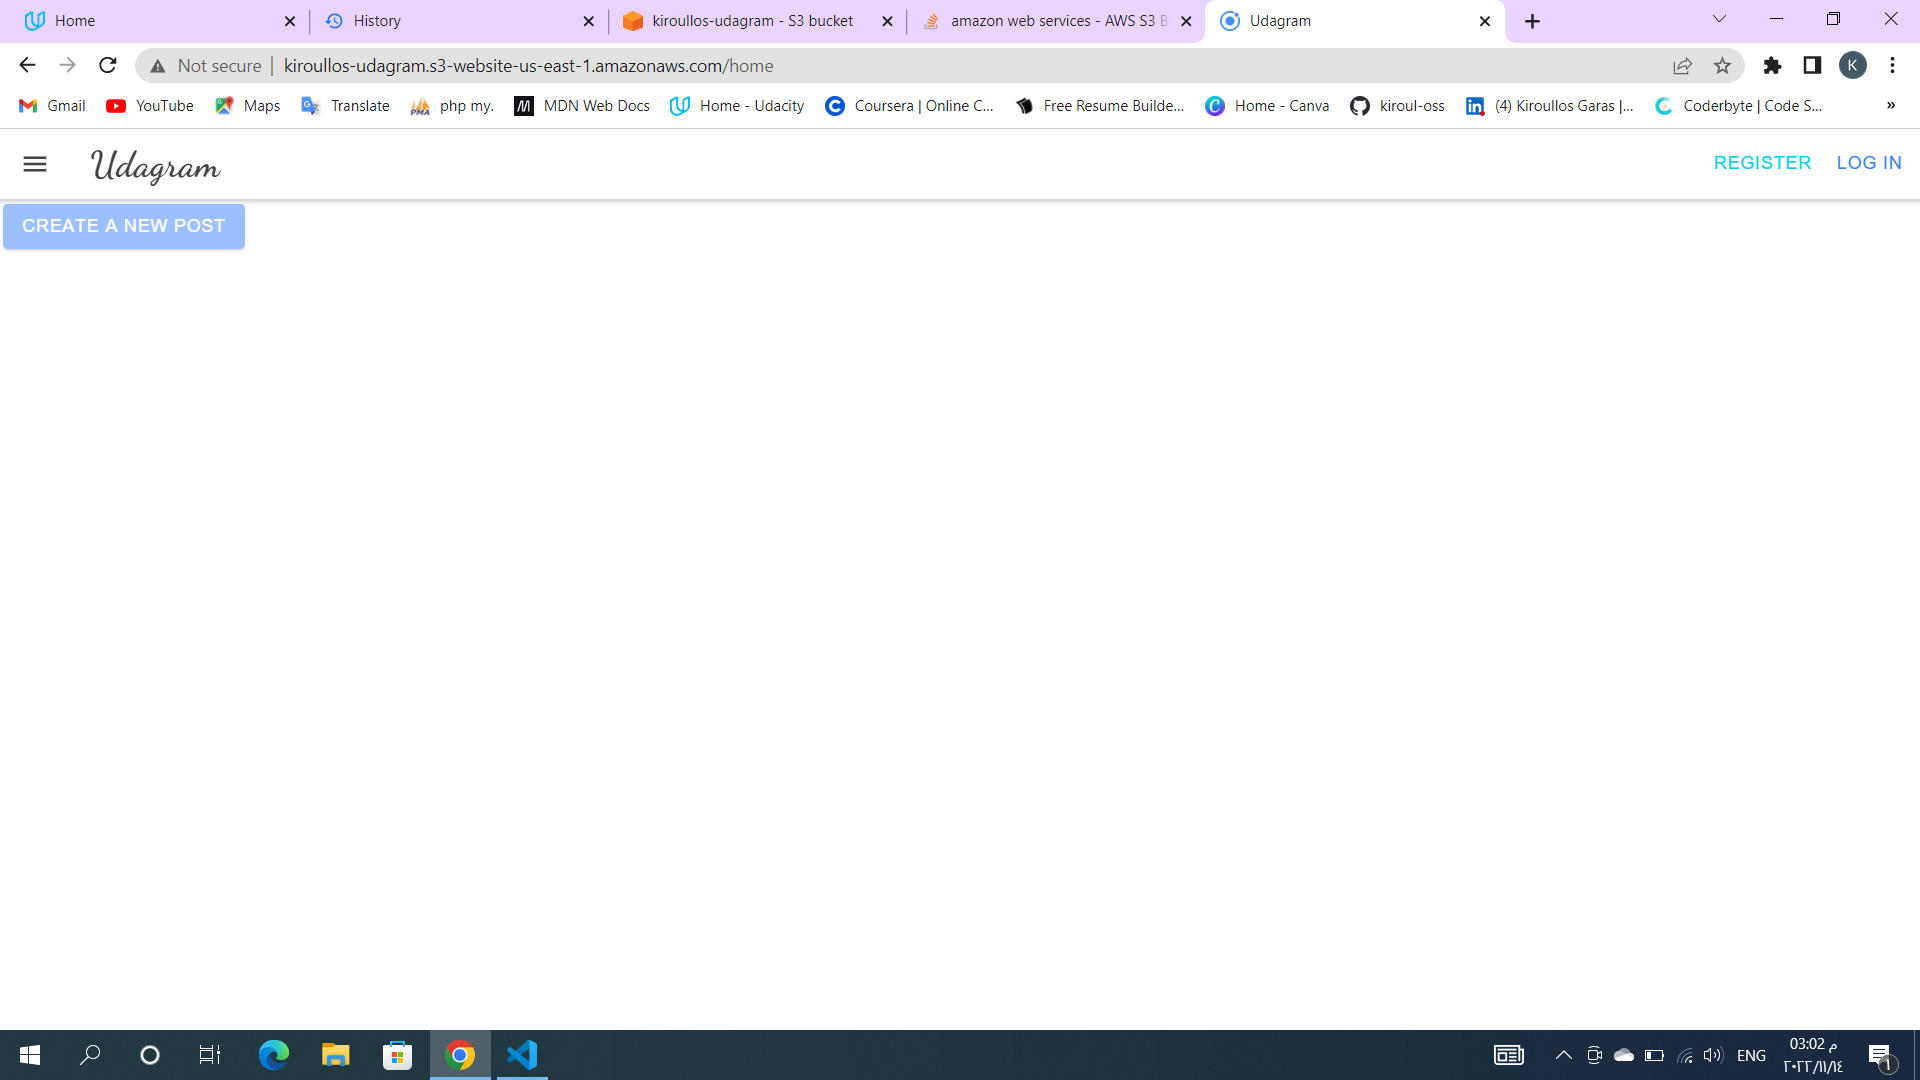 Home
History
kiroullos-udagram - S3 bucket
amazon web services - AWS S3 B
Udagram
Not secure
kiroullos-udagram.s3-website-us-east-1.amazonaws.com/home
K
Gmail
YouTube
Maps
Translate
php my.
MDN Web Docs
Home - Udacity
Coursera | Online C...
Free Resume Builde...
Home - Canva
kiroul-oss
(4) Kiroullos Garas |...
Coderbyte | Code S...
»
Udagram
REGISTER
LOG IN
CREATE A NEW POST
ENG
03:02 م
٢٠٢٢/١١/١٤
١